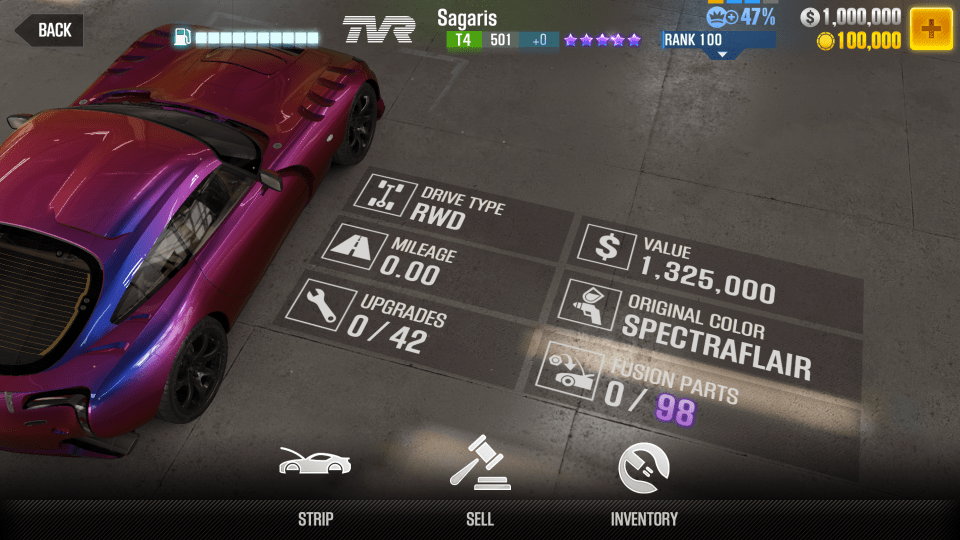 BACK
TVR
Sagaris
T4 501 +0
47%
RANK 100
1,000,000
100,000
DRIVE TYPE
RWD
MILEAGE
0.00
UPGRADES
0 / 42
$ VALUE
1,325,000
ORIGINAL COLOR
SPECTRAFLAIR
FUSION PARTS
0 / 98
STRIP
SELL
INVENTORY